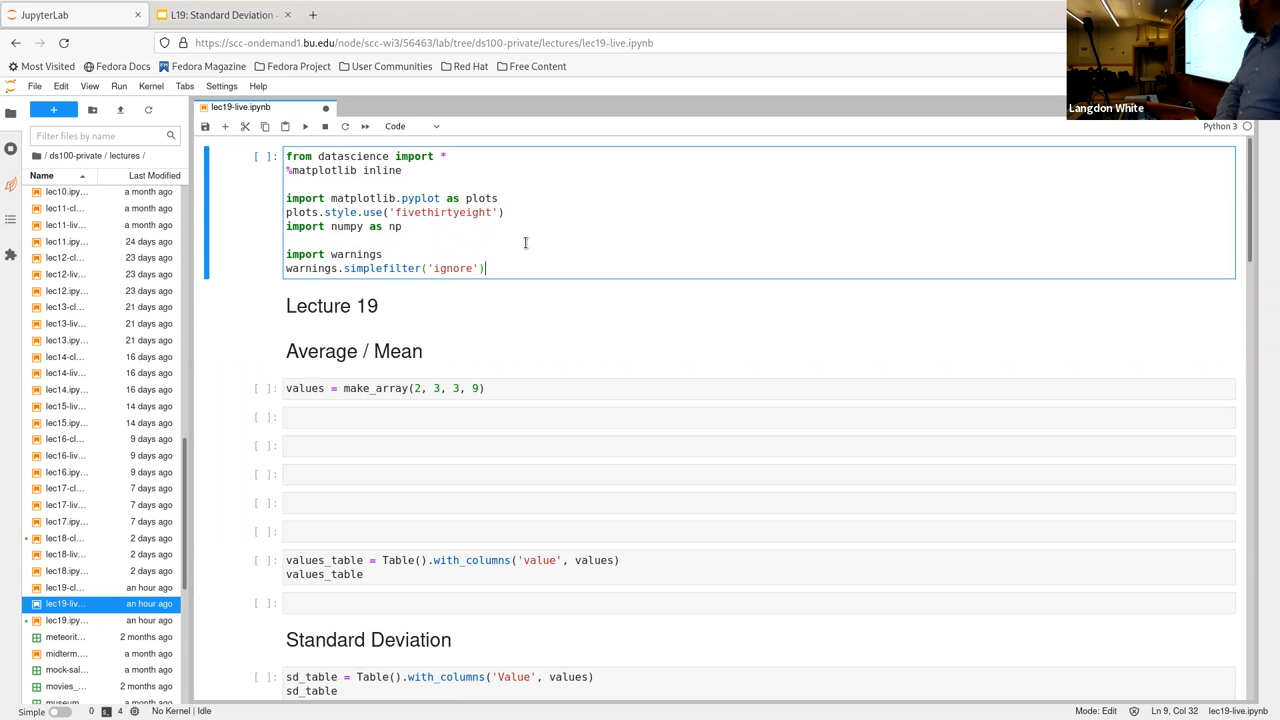 JupyterLab
L19: Standard Deviation -
https://scc-ondemand1.bu.edu/node/scc-wi3/56463/lab/tree/ds100-private/lectures/lec19-live.ipynb
Most Visited
Fedora Docs
Fedora Magazine
Fedora Project
User Communities
Red Hat
Free Content
Langdon White
File Edit View Run Kernel Tabs Settings Help
lec19-live.ipynb
Code
Python 3
Filter files by name
/ ds100-private / lectures /
Name Last Modified
lec10.ipy... a month ago
lec11-cl... a month ago
lec11-liv... a month ago
lec11.ipy... 24 days ago
lec12-cl... 23 days ago
lec12-liv... 23 days ago
lec12.ipy... 23 days ago
lec13-cl... 21 days ago
lec13-liv... 21 days ago
lec13.ipy... 21 days ago
lec14-cl... 16 days ago
lec14-liv... 16 days ago
lec14.ipy... 16 days ago
lec15-liv... 14 days ago
lec15.ipy... 14 days ago
lec16-cl... 9 days ago
lec16-liv... 9 days ago
lec16.ipy... 9 days ago
lec17-cl... 7 days ago
lec17-liv... 7 days ago
lec17.ipy... 7 days ago
lec18-cl... 2 days ago
lec18-liv... 2 days ago
lec18.ipy... 2 days ago
lec19-cl... an hour ago
lec19-liv... an hour ago
lec19.ipy... an hour ago
meteorit... 2 months ago
midterm.... a month ago
mock-sal... a month ago
movies_... 2 months ago
museum... a month ago
[ ]: from datascience import *
%matplotlib inline
import matplotlib.pyplot as plots
plots.style.use('fivethirtyeight')
import numpy as np
import warnings
warnings.simplefilter('ignore')
Lecture 19
Average / Mean
[ ]: values = make_array(2, 3, 3, 9)
[ ]:
[ ]:
[ ]:
[ ]:
[ ]:
[ ]: values_table = Table().with_columns('value', values)
values_table
[ ]:
Standard Deviation
[ ]: sd_table = Table().with_columns('Value', values)
sd_table
Simple 0 4 No Kernel | Idle
Mode: Edit Ln 9, Col 32 lec19-live.ipynb